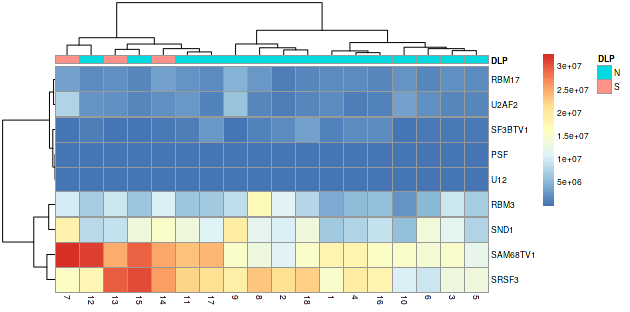 DLP
DLP
N
S
RBM17
U2AF2
SF3BTV1
PSF
U12
RBM3
SND1
SAM68TV1
SRSF3
3e+07
2.5e+07
2e+07
1.5e+07
1e+07
5e+06
7 12 13 15 14 11 17 9 8 2 18 1 4 16 10 6 3 5